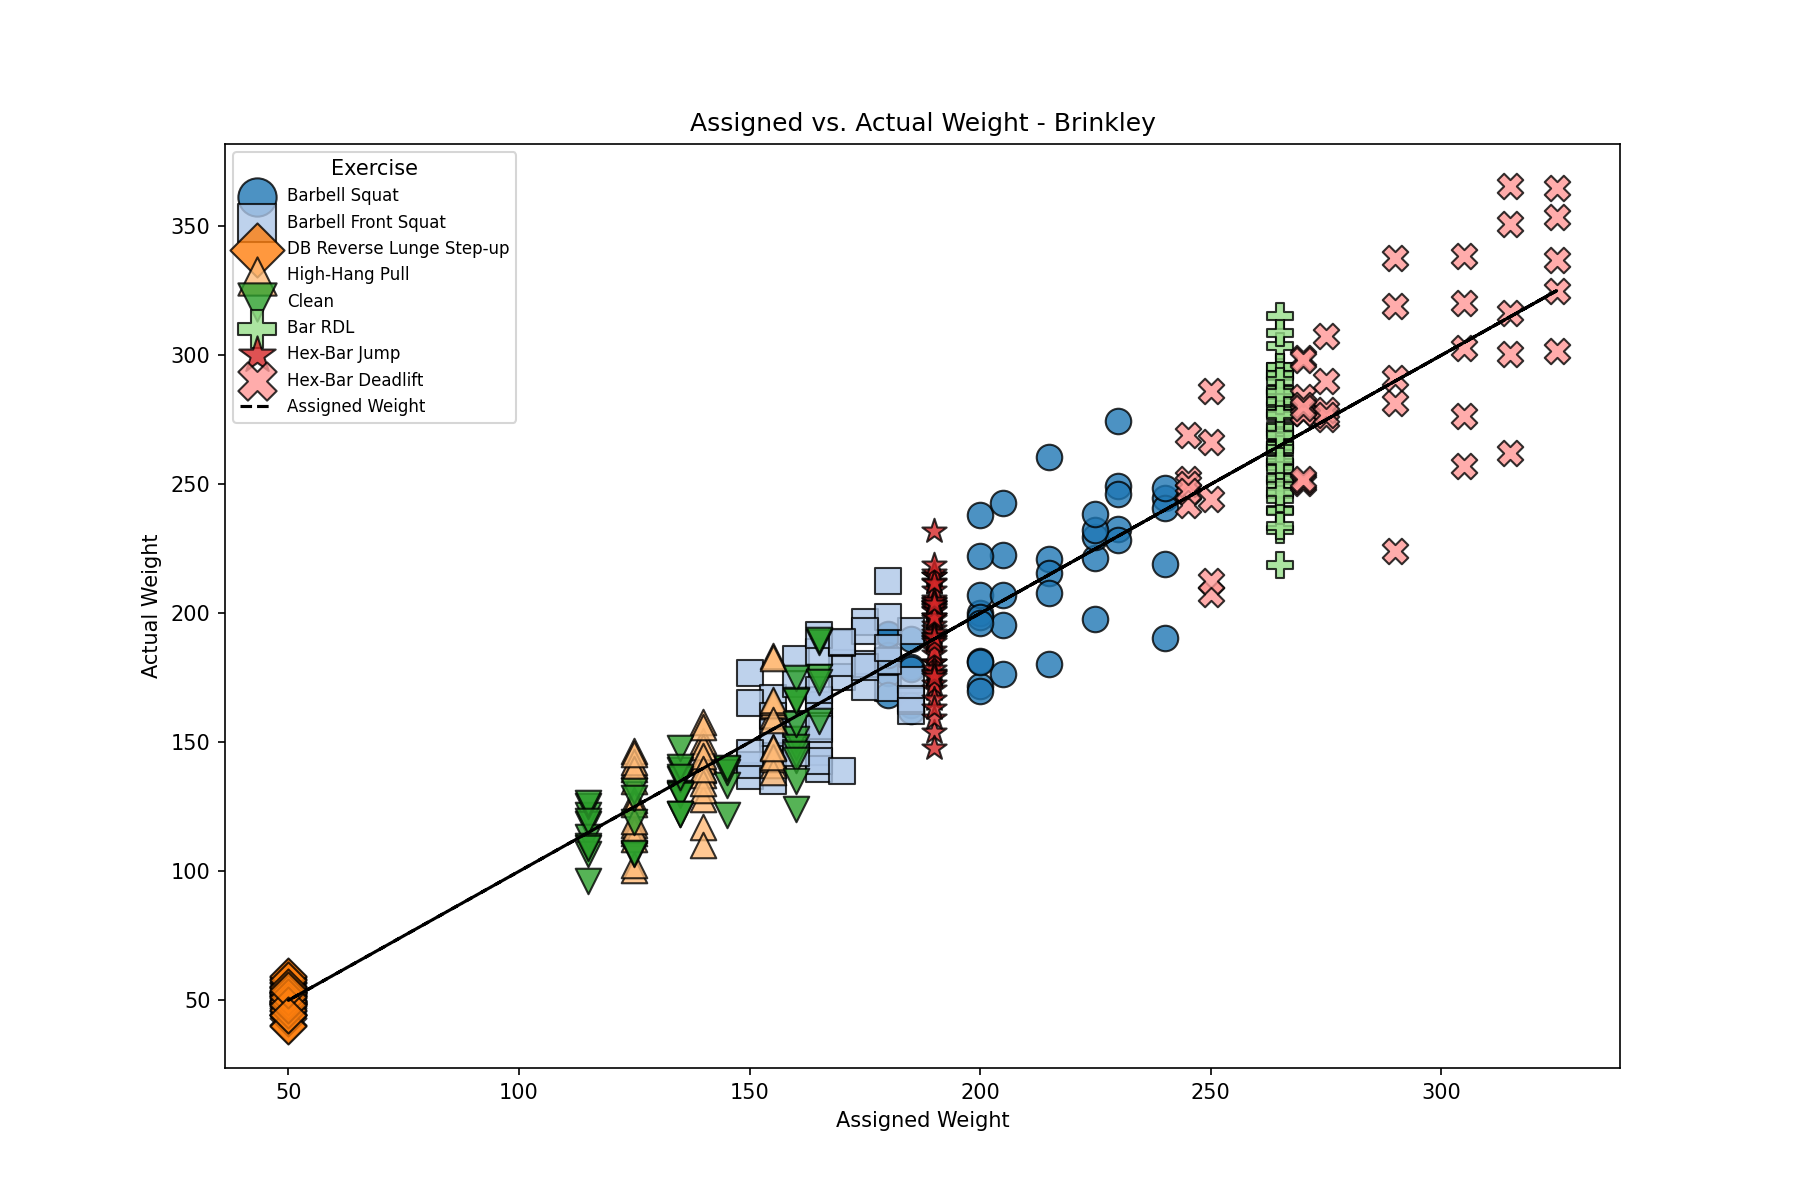 Assigned vs. Actual Weight - Brinkley
Exercise
Barbell Squat
Barbell Front Squat
DB Reverse Lunge Step-up
High-Hang Pull
Clean
Bar RDL
Hex-Bar Jump
Hex-Bar Deadlift
Assigned Weight
Actual Weight
350
300
250
200
150
100
50
50 100 150 200 250 300
Assigned Weight